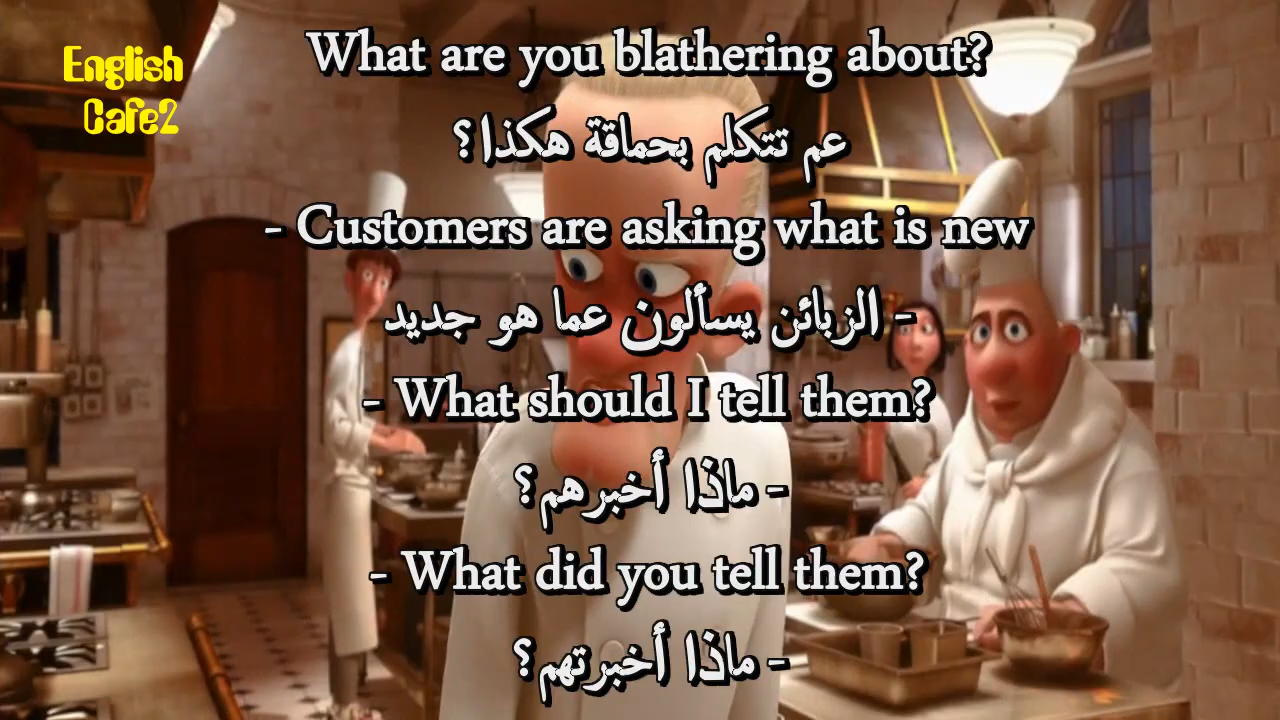 English
Cafe2
What are you blathering about?
عم تتكلم بحماقة هكذا؟
- Customers are asking what is new
- الزبائن يسألون عما هو جديد
- What should I tell them?
- ماذا أخبرهم؟
- What did you tell them?
- ماذا أخبرتهم؟